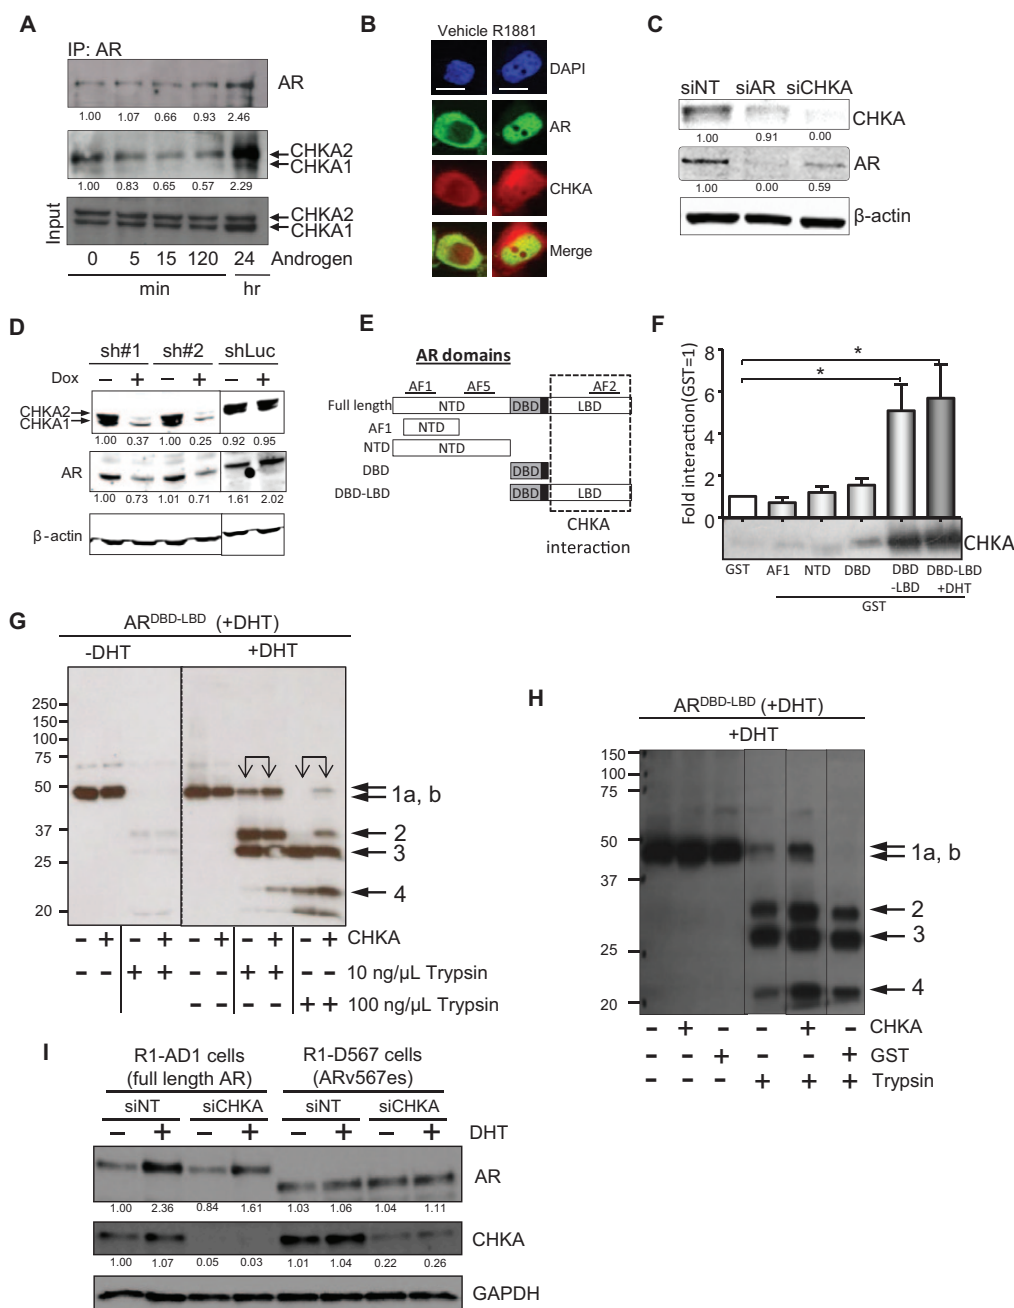 A
IP: AR
AR
1.00 1.07 0.66 0.93 2.46
CHKA2
CHKA1
1.00 0.83 0.65 0.57 2.29
Input
CHKA2
CHKA1
0 5 15 120 24 Androgen
min hr
B
Vehicle R1881
DAPI
AR
CHKA
Merge
C
siNT siAR siCHKA
CHKA
1.00 0.91 0.00
AR
1.00 0.00 0.59
β-actin
D
sh#1 sh#2 shLuc
Dox − + − + − +
CHKA2
CHKA1
1.00 0.37 1.00 0.25 0.92 0.95
AR
1.00 0.73 1.01 0.71 1.61 2.02
β-actin
E
AR domains
AF1 AF5 AF2
Full length NTD DBD LBD
AF1 NTD
NTD NTD
DBD DBD
DBD-LBD DBD LBD
CHKA
interaction
F
Fold interaction(GST=1)
8
6
4
2
0
*
*
CHKA
GST AF1 NTD DBD DBD -LBD DBD-LBD +DHT
GST
G
AR^DBD-LBD (+DHT)
-DHT +DHT
250
150
100
75
50
37
25
20
1a, b
2
3
4
− + − + − + − + − + CHKA
− − + + − − + + 10 ng/μL Trypsin
− − − − + + 100 ng/μL Trypsin
H
AR^DBD-LBD (+DHT)
+DHT
150
100
75
50
37
25
20
1a, b
2
3
4
− + − − + − CHKA
− − + − − + GST
− − − + + + Trypsin
I
R1-AD1 cells R1-D567 cells
(full length AR) (ARv567es)
siNT siCHKA siNT siCHKA
− + − + − + − + DHT
AR
1.00 2.36 0.84 1.61 1.03 1.06 1.04 1.11
CHKA
1.00 1.07 0.05 0.03 1.01 1.04 0.22 0.26
GAPDH